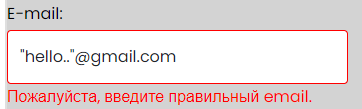 E-mail:
"hello.."@gmail.com
Пожалуйста, введите правильный email.